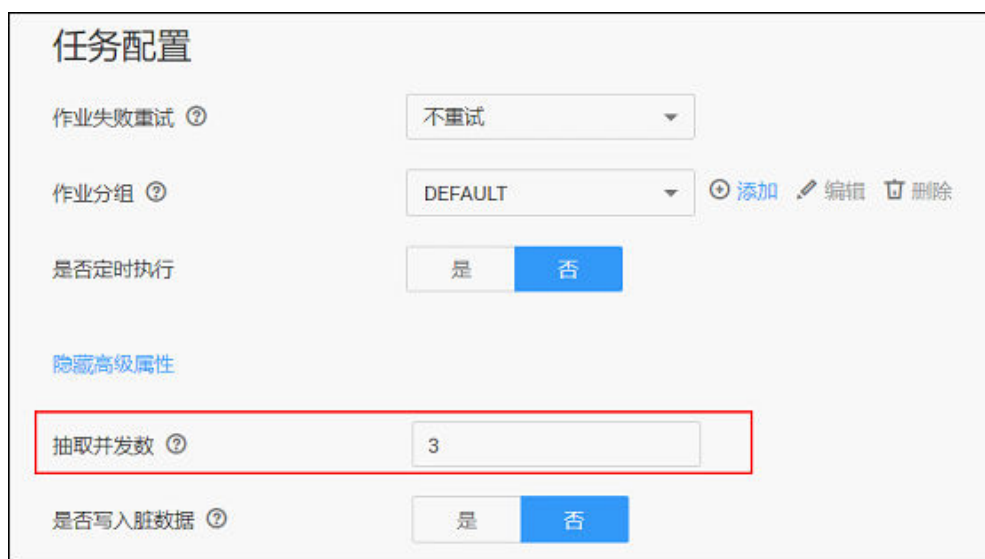 任务配置
作业失败重试 不重试
作业分组 DEFAULT 添加 编辑 删除
是否定时执行 是 否
隐藏高级属性
抽取并发数 3
是否写入脏数据 是 否